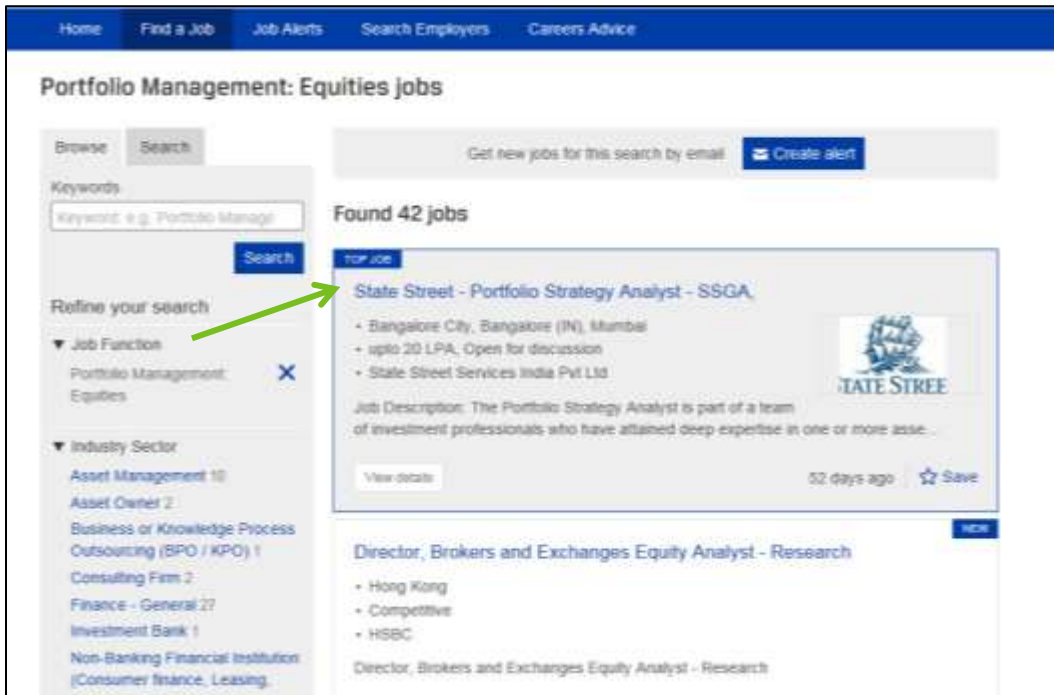 Home Find a Job Job Alerts Search Employers Careers Advice
Portfolio Management: Equities jobs
Browse Search
Keywords
Keyword: e.g. Portfolio Manage
Search
Refine your search
▼ Job Function
Portfolio Management:
Equities
✕
▼ Industry Sector
Asset Management 10
Asset Owner 2
Business or Knowledge Process
Outsourcing (BPO / KPO) 1
Consulting Firm 2
Finance - General 27
Investment Bank 1
Non-Banking Financial Institution
(Consumer finance, Leasing,
Get new jobs for this search by email Create alert
Found 42 jobs
TOP JOB
State Street - Portfolio Strategy Analyst - SSGA,
• Bangalore City, Bangalore (IN), Mumbai
• upto 20 LPA, Open for discussion
• State Street Services India Pvt Ltd
TATE STREE
Job Description: The Portfolio Strategy Analyst is part of a team
of investment professionals who have attained deep expertise in one or more asse...
View details 52 days ago Save
NEW
Director, Brokers and Exchanges Equity Analyst - Research
• Hong Kong
• Competitive
• HSBC
Director, Brokers and Exchanges Equity Analyst - Research